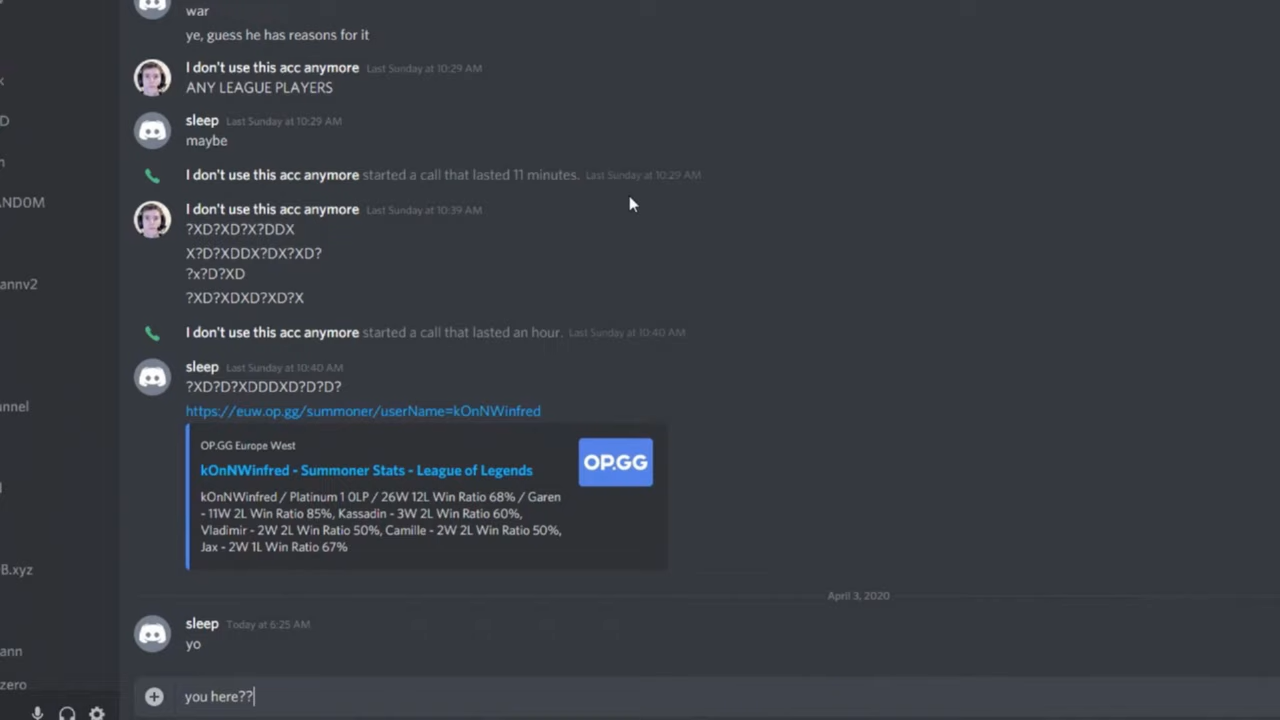 war
ye, guess he has reasons for it
I don't use this acc anymore Last Sunday at 10:29 AM
ANY LEAGUE PLAYERS
sleep Last Sunday at 10:29 AM
maybe
I don't use this acc anymore started a call that lasted 11 minutes. Last Sunday at 10:29 AM
AND0M
I don't use this acc anymore Last Sunday at 10:39 AM
?XD?XD?X?DDX
X?D?XDDX?DX?XD?
?x?D?XD
annv2
?XD?XDXD?XD?X
I don't use this acc anymore started a call that lasted an hour. Last Sunday at 10:40 AM
sleep Last Sunday at 10:40 AM
?XD?D?XDDDXD?D?D?
nnel
https://euw.op.gg/summoner/userName=kOnNWinfred
OP.GG Europe West
OP.GG
kOnNWinfred - Summoner Stats - League of Legends
kOnNWinfred / Platinum 1 0LP / 26W 12L Win Ratio 68% / Garen
- 11W 2L Win Ratio 85%, Kassadin - 3W 2L Win Ratio 60%,
Vladimir - 2W 2L Win Ratio 50%, Camille - 2W 2L Win Ratio 50%,
Jax - 2W 1L Win Ratio 67%
B.xyz
April 3, 2020
sleep Today at 6:25 AM
yo
ann
zero
you here??